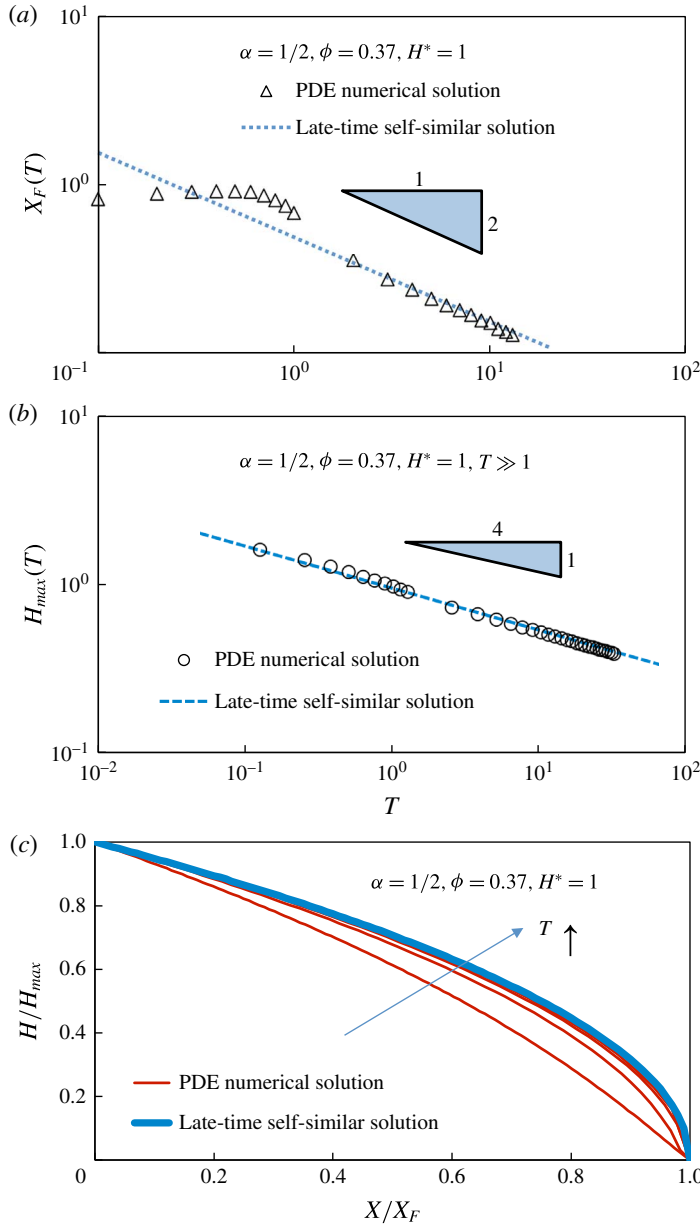 (a)
10^1
α = 1/2, ϕ = 0.37, H* = 1
PDE numerical solution
Late-time self-similar solution
X_F(T)
10^0
1
2
10^−1
10^−1
10^0
10^1
10^2
(b)
10^1
α = 1/2, ϕ = 0.37, H* = 1, T ≫ 1
4
1
H_max(T)
10^0
PDE numerical solution
Late-time self-similar solution
10^−1
10^−2
10^−1
10^0
10^1
10^2
T
(c)
1.0
α = 1/2, ϕ = 0.37, H* = 1
0.8
T ↑
0.6
H/H_max
0.4
PDE numerical solution
0.2
Late-time self-similar solution
0
0.2
0.4
0.6
0.8
1.0
X/X_F